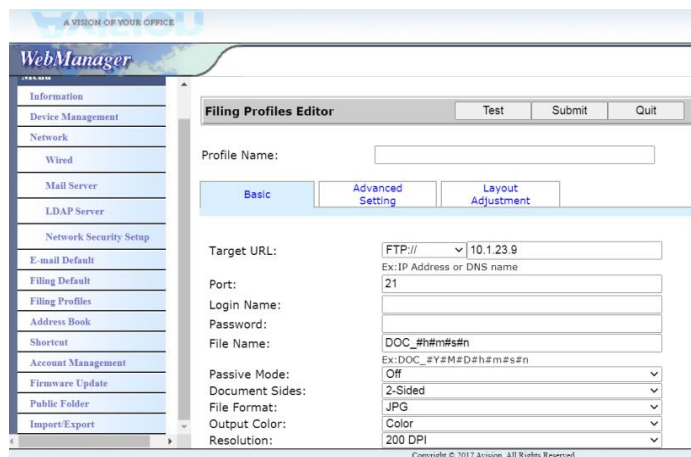 A VISION OF YOUR OFFICE
WebManager
Menu
Information
Device Management
Network
Wired
Mail Server
LDAP Server
Network Security Setup
E-mail Default
Filing Default
Filing Profiles
Address Book
Shortcut
Account Management
Firmware Update
Public Folder
Import/Export
Filing Profiles Editor Test Submit Quit
Profile Name:
Basic Advanced Setting Layout Adjustment
Target URL: FTP:// 10.1.23.9
Ex:IP Address or DNS name
Port: 21
Login Name:
Password:
File Name: DOC_#h#m#s#n
Ex:DOC_#Y#M#D#h#m#s#n
Passive Mode: Off
Document Sides: 2-Sided
File Format: JPG
Output Color: Color
Resolution: 200 DPI
Copyright © 2017 Avision. All Rights Reserved